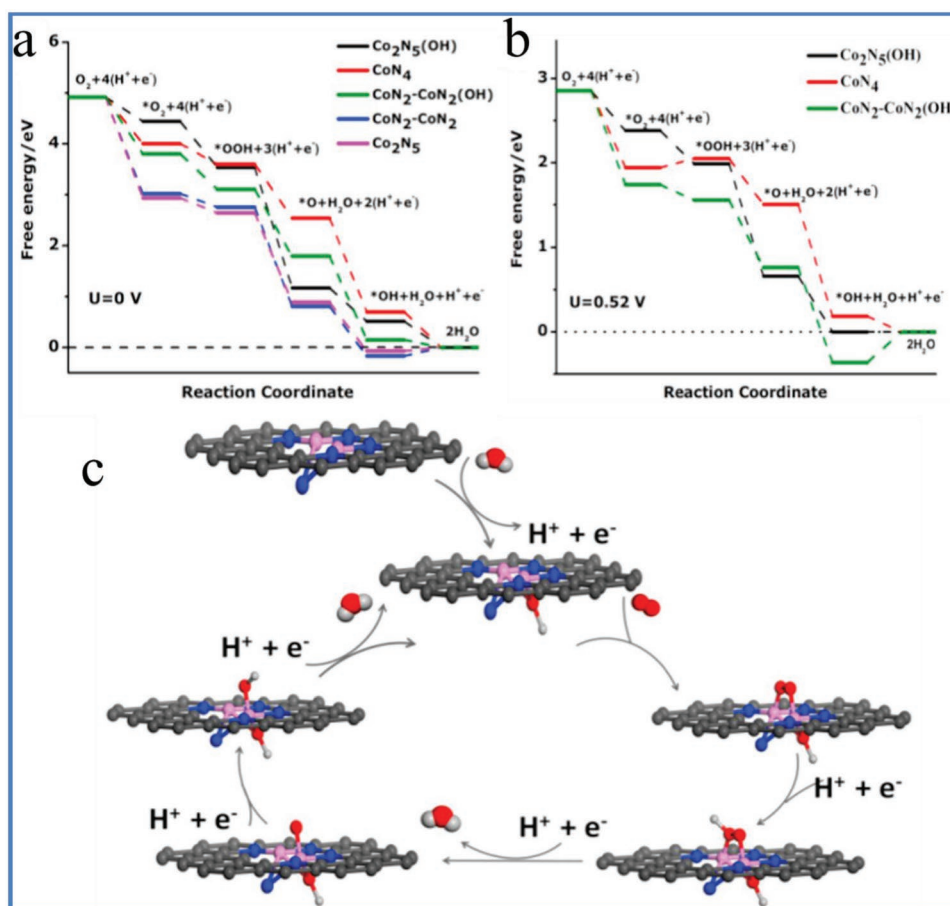 a
6
4
2
0
Free energy/eV
O₂+4(H⁺+e⁻)
*O₂+4(H⁺+e⁻)
*OOH+3(H⁺+e⁻)
*O+H₂O+2(H⁺+e⁻)
*OH+H₂O+H⁺+e⁻
2H₂O
U=0 V
Co₂N₅(OH)
CoN₄
CoN₂-CoN₂(OH)
CoN₂-CoN₂
Co₂N₅
Reaction Coordinate
b
3
2
1
0
Free energy/eV
O₂+4(H⁺+e⁻)
*O₂+4(H⁺+e⁻)
*OOH+3(H⁺+e⁻)
*O+H₂O+2(H⁺+e⁻)
*OH+H₂O+H⁺+e⁻
2H₂O
U=0.52 V
Co₂N₅(OH)
CoN₄
CoN₂-CoN₂(OH
Reaction Coordinate
c
H⁺ + e⁻
H⁺ + e⁻
H⁺ + e⁻
H⁺ + e⁻
H⁺ + e⁻